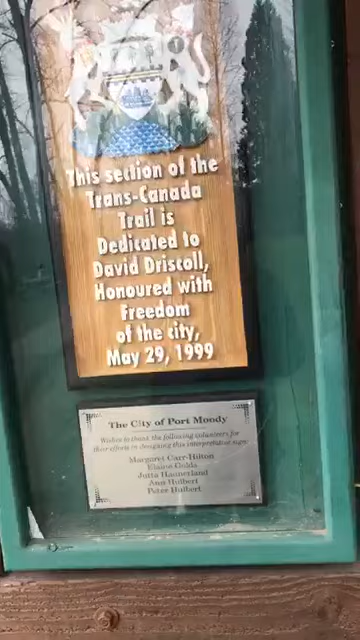 This section of the
Trans-Canada
Trail is
Dedicated to
David Driscoll,
Honoured with
Freedom
of the city,
May 29, 1999
The City of Port Moody
Wishes to thank the following volunteers for
their efforts in designing this interpretative sign:
Margaret Carr-Hilton
Elaine Golds
Jutta
Ann Hulbert
Peter Hulbert